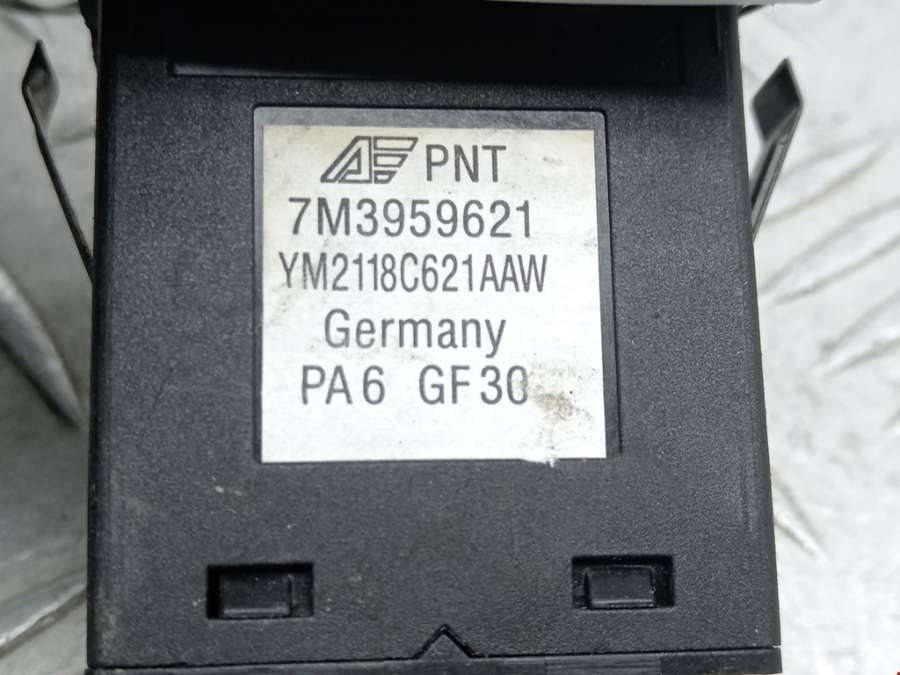 PNT
7M3959621
YM2118C621AAW
Germany
PA6 GF30